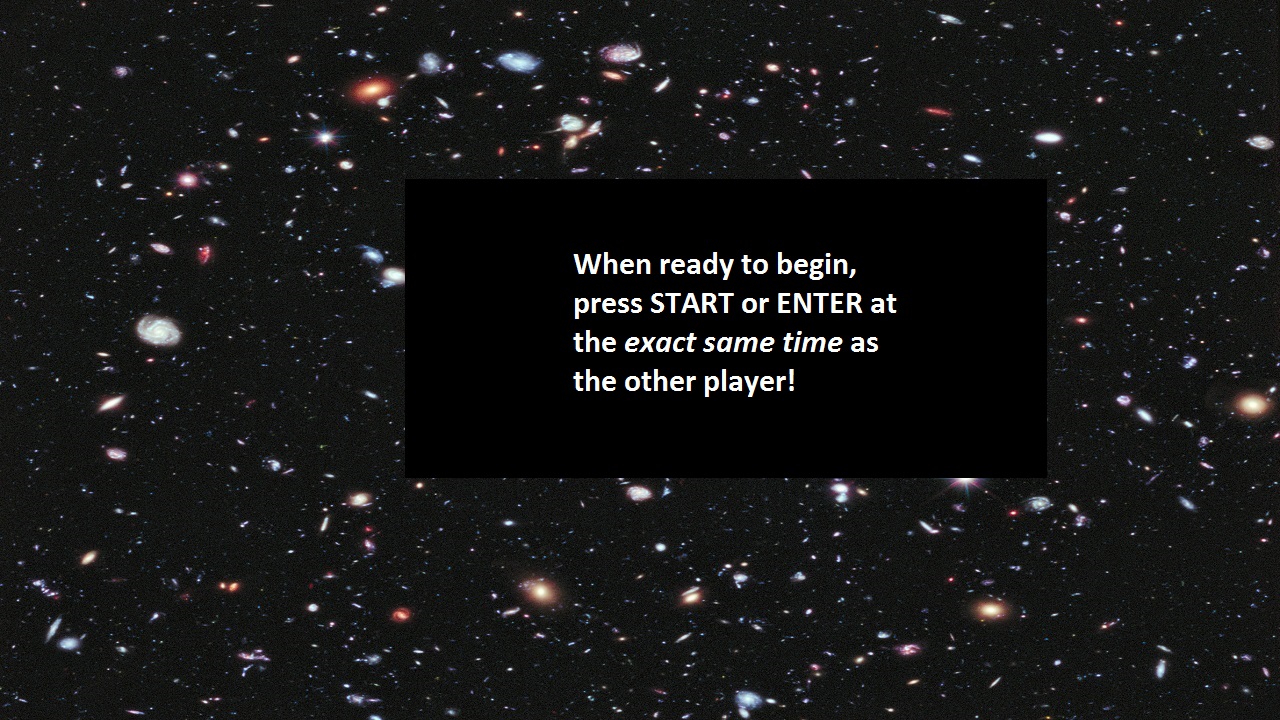 When ready to begin,
press START or ENTER at
the exact same time as
the other player!